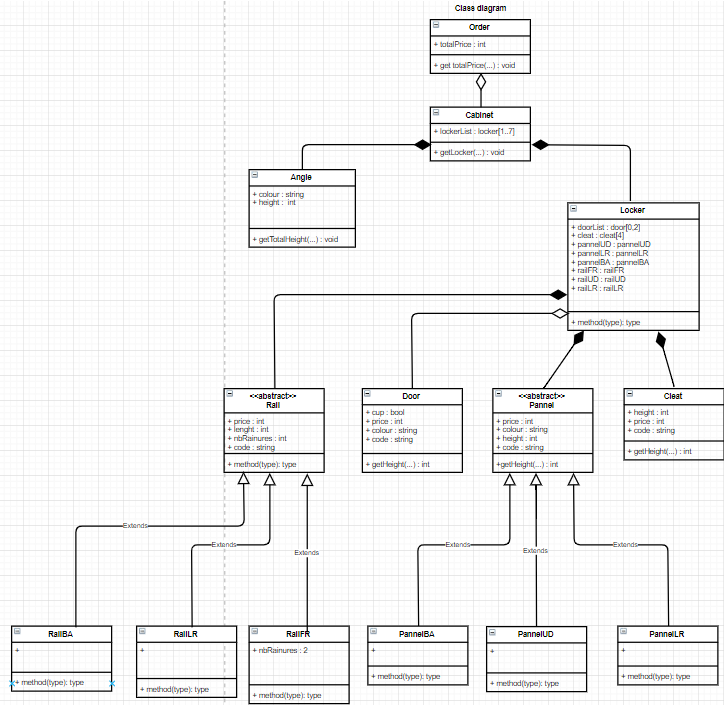 Class diagram
Order
+ totalPrice : int
+ get totalPrice(...) : void
Cabinet
+ lockerList : locker[1..7]
+ getLocker(...) : void
Angle
+ colour : string
+ height :  int
+ getTotalHeight(...) : void
Locker
+ doorList : door[0,2]
+ cleat : cleat[4]
+ pannelUD : pannelUD
+ pannelLR : pannelLR
+ pannelBA : pannelBA
+ railFR : railFR
+ railUD : railUD
+ railLR : railLR
+ method(type): type
<<abstract>>
Rail
+ price : int
+ lenght : int
+ nbRainures : int
+ code : string
+ method(type): type
Door
+ cup : bool
+ price : int
+ colour : string
+ code : string
+ getHeight(...) : int
<<abstract>>
Pannel
+ price : int
+ colour : string
+ height : int
+ code : string
+getHeight(...) : int
Cleat
+ height : int
+ price : int
+ code : string
+ getHeight(...) : int
Extends
Extends
Extends
Extends
Extends
Extends
RailBA
+
+ method(type): type
RailLR
+
+ method(type): type
RailFR
+ nbRainures : 2
+ method(type): type
PannelBA
+
+ method(type): type
PannelUD
+
+ method(type): type
PannelLR
+
+ method(type): type